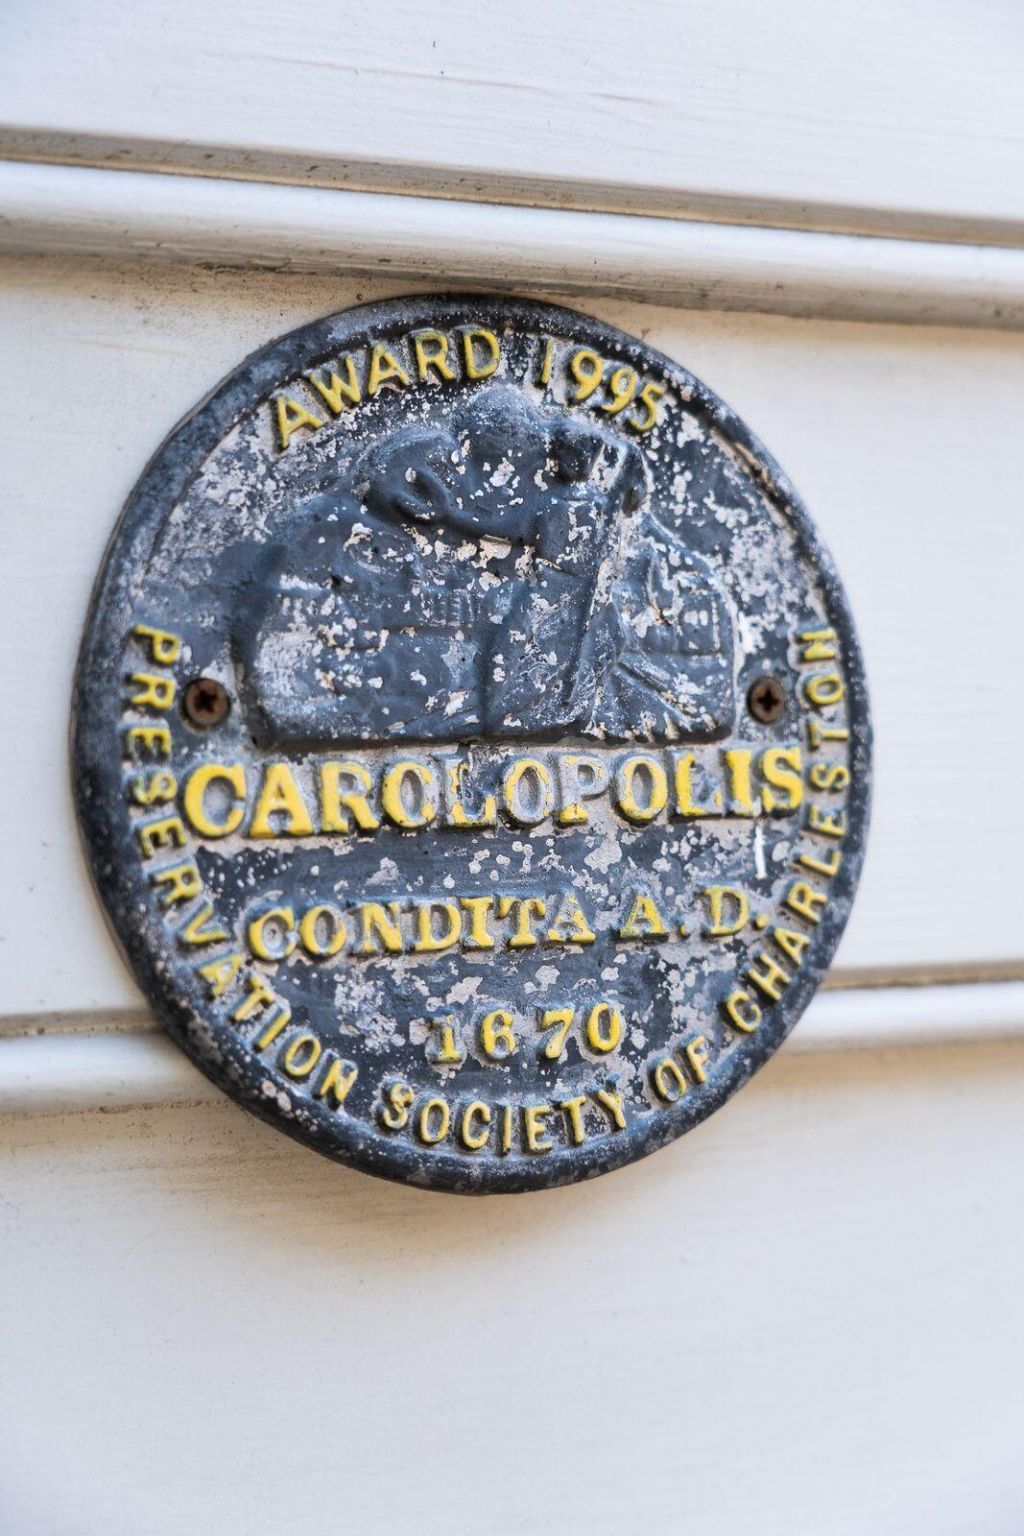 AWARD 1995
CAROLOPOLIS
CONDITA A. D.
1670
PRESERVATION SOCIETY OF CHARLESTON